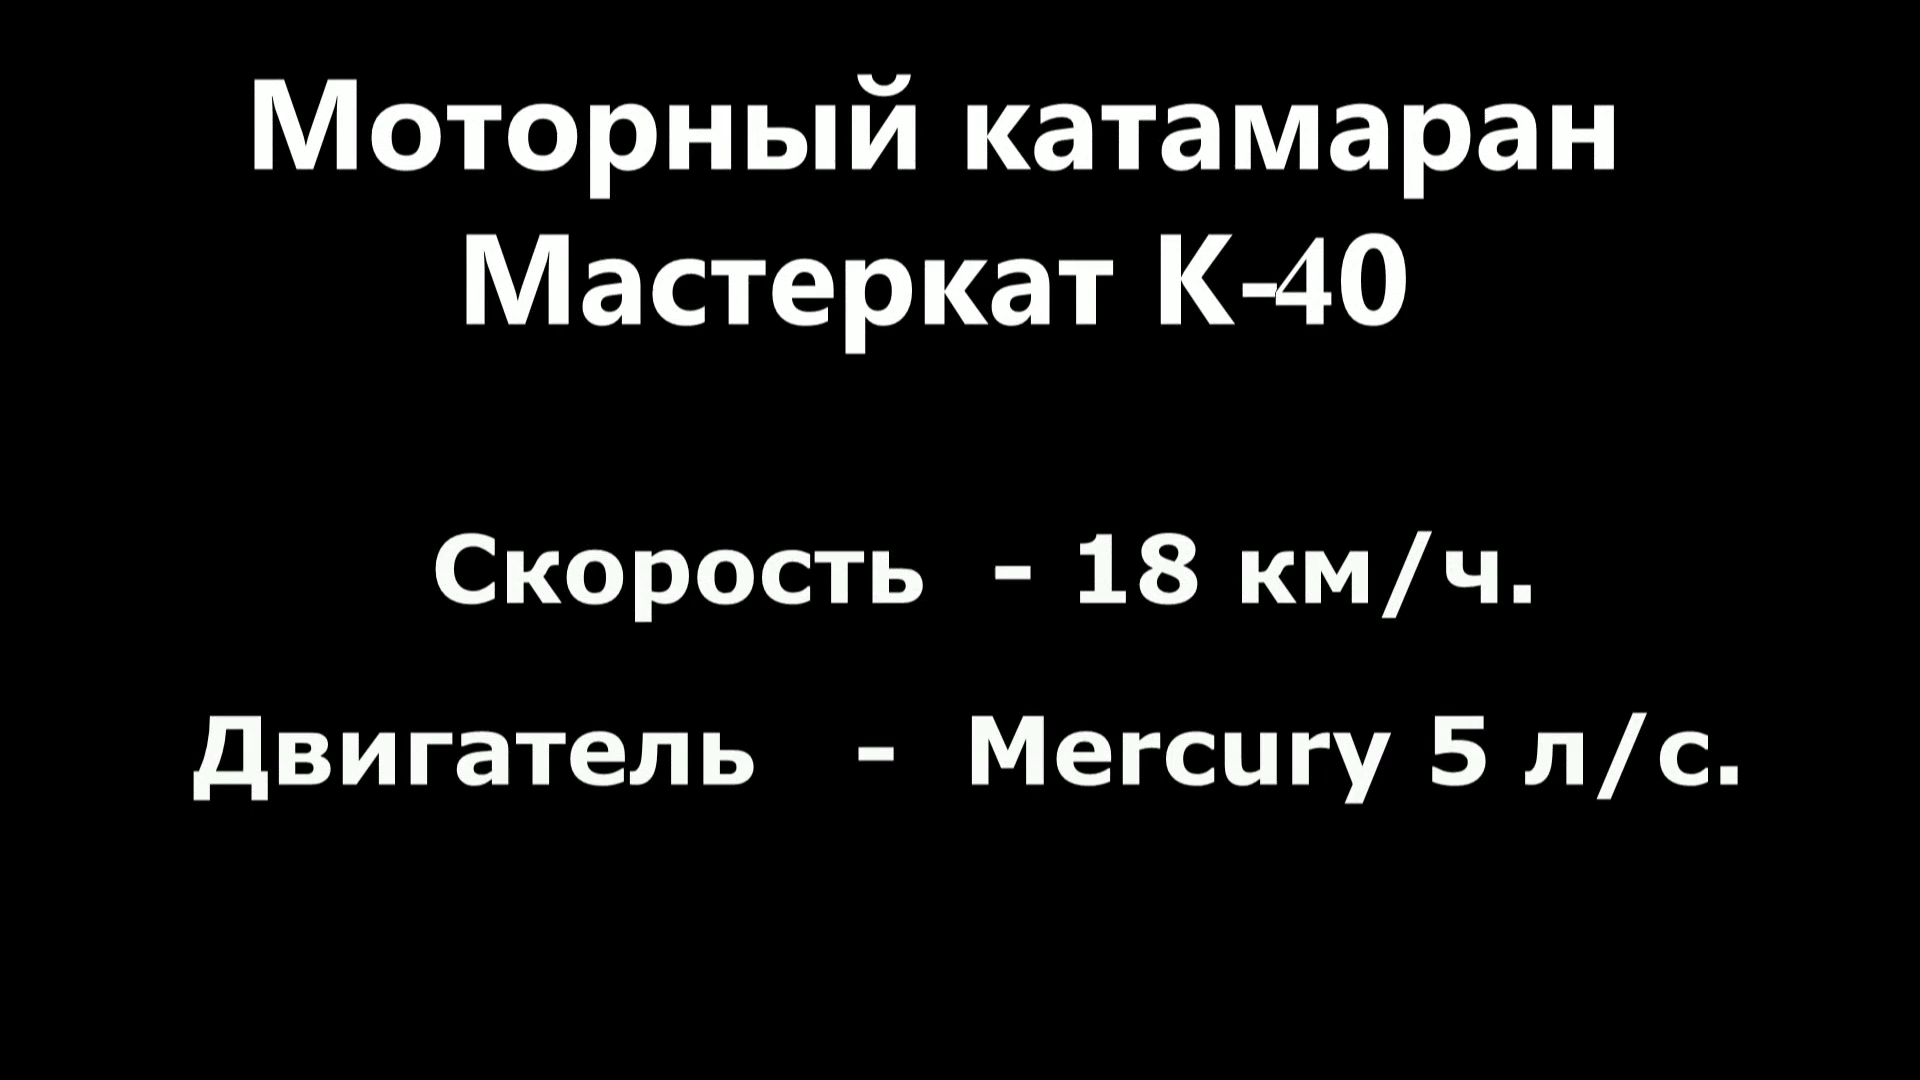 Моторный катамаран
Мастеркат К-40
Скорость - 18 км/ч.
Двигатель - Mercury 5 л/с.